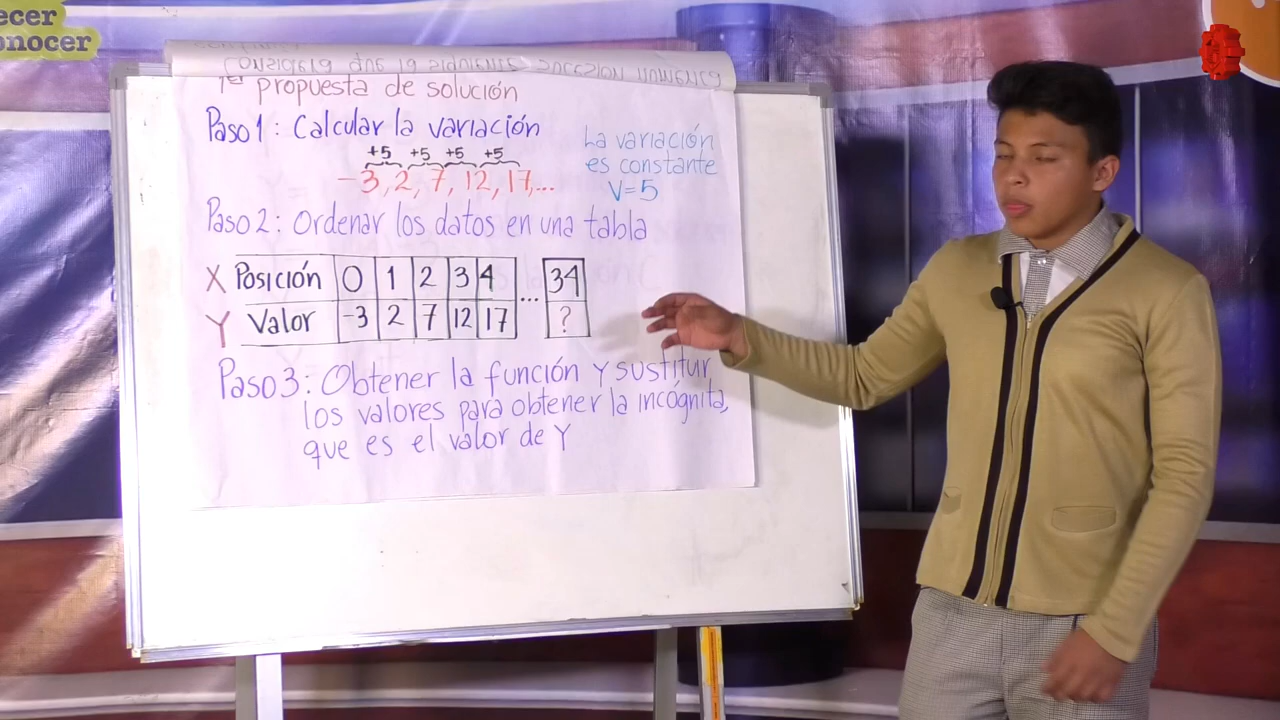 ecer
onocer
1ª propuesta de solución
Paso 1: Calcular la variación
+5 +5 +5 +5
-3, 2, 7, 12, 17,...
La variación
es constante
V=5
Paso 2: Ordenar los datos en una tabla
X Posición 0 1 2 3 4 ... 34
Y Valor -3 2 7 12 17 ?
Paso 3: Obtener la función y sustituir
los valores para obtener la incógnita,
que es el valor de Y